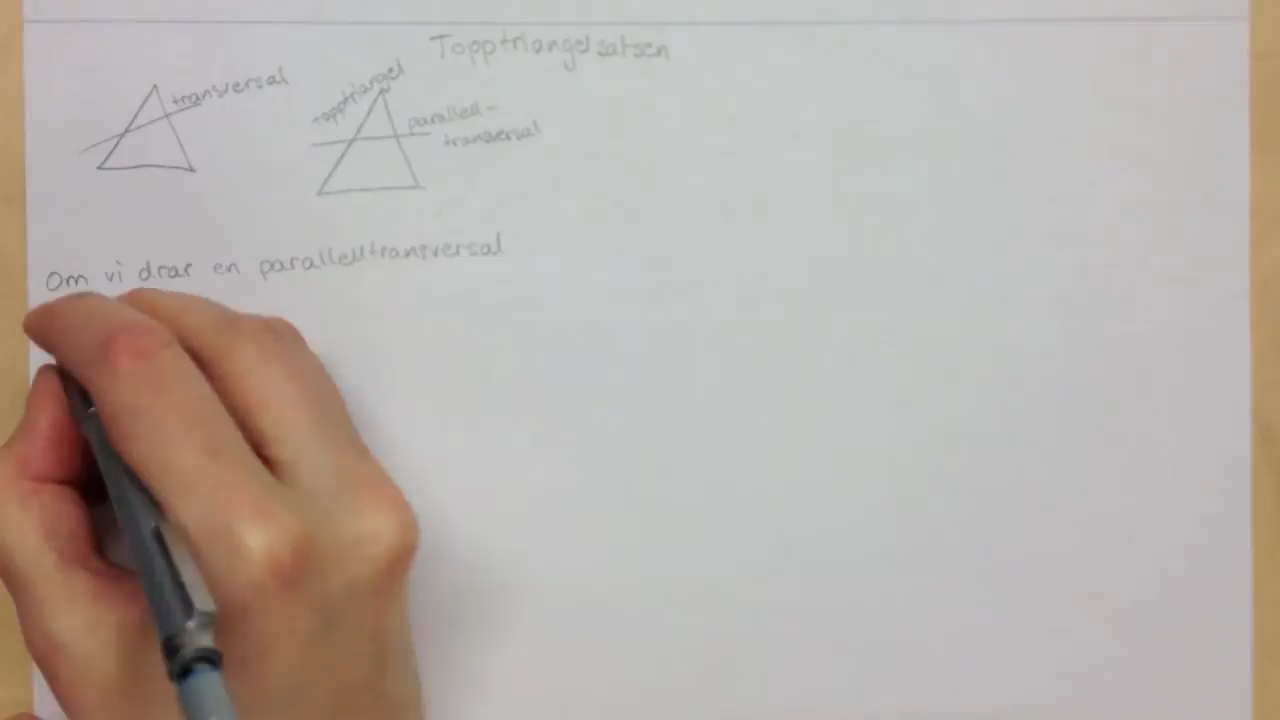 Topptriangelsatsen
transversal
topptriangel
parallell-
transversal
Om vi drar en parallelltransversal